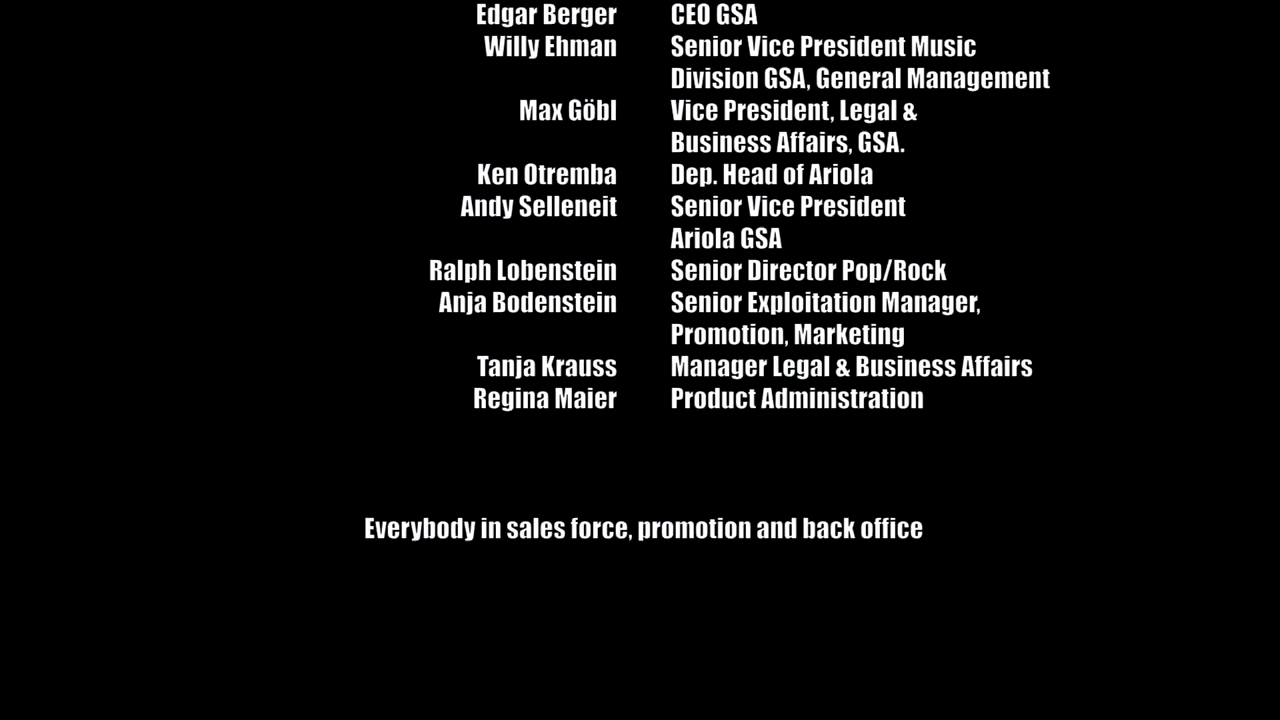 Edgar Berger CEO GSA
Willy Ehman Senior Vice President Music
Division GSA, General Management
Max Göbl Vice President, Legal &
Business Affairs, GSA.
Ken Otremba Dep. Head of Ariola
Andy Selleneit Senior Vice President
Ariola GSA
Ralph Lobenstein Senior Director Pop/Rock
Anja Bodenstein Senior Exploitation Manager,
Promotion, Marketing
Tanja Krauss Manager Legal & Business Affairs
Regina Maier Product Administration
Everybody in sales force, promotion and back office